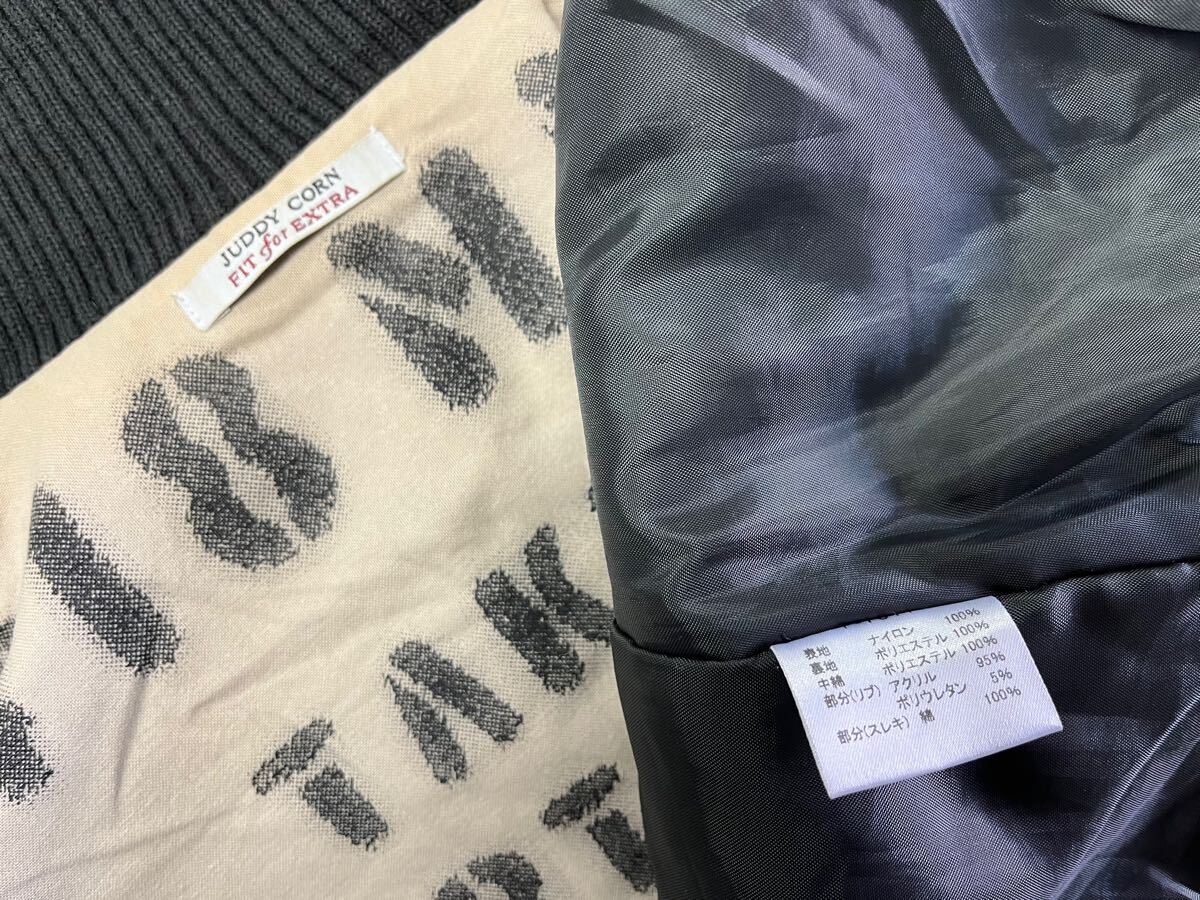 JUDDY CORN
FIT for EXTRA
表地 ナイロン 100%
裏地 ポリエステル 100%
中綿 ポリエステル 100%
部分(リブ) アクリル 95%
ポリウレタン 5%
部分(スレキ) 綿 100%